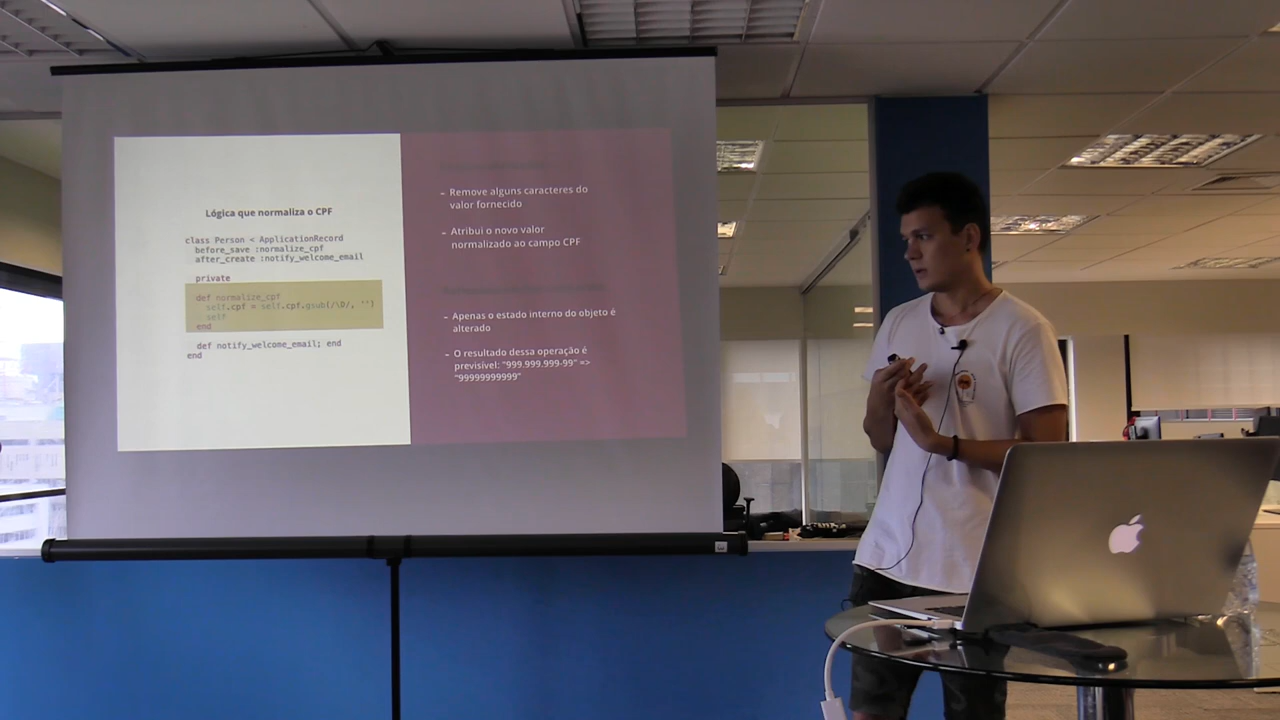 Lógica que normaliza o CPF
class Person < ApplicationRecord
before_save :normalize_cpf
after_create :notify_welcome_email
private
def normalize_cpf
self.cpf = self.cpf.gsub(/\D/, '')
self
end
def notify_welcome_email; end
end
– Remove alguns caracteres do
valor fornecido
– Atribui o novo valor
normalizado ao campo CPF
– Apenas o estado interno do objeto é
alterado
– O resultado dessa operação é
previsível: "999.999.999-99" =>
"99999999999"